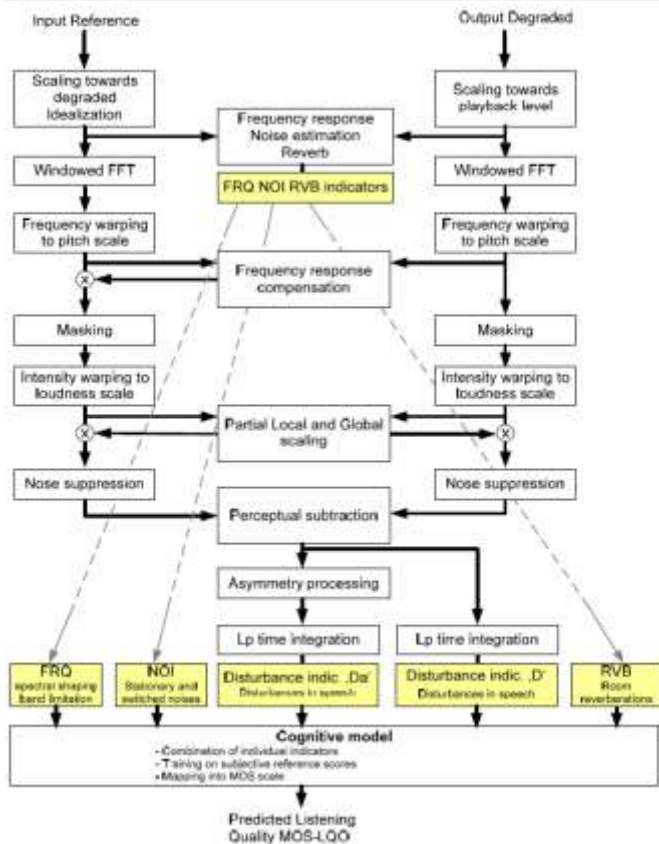 Input Reference
Output Degraded
Scaling towards
degraded
Idealization
Scaling towards
playback level
Frequency response
Noise estimation
Reverb
Windowed FFT
Windowed FFT
FRQ NOI RVB indicators
Frequency warping
to pitch scale
Frequency warping
to pitch scale
Frequency response
compensation
x
Masking
Masking
Intensity warping to
loudness scale
Intensity warping to
loudness scale
Partial Local and Global
scaling
x
x
Nose suppression
Nose suppression
Perceptual subtraction
Asymmetry processing
Lp time integration
Lp time integration
FRQ
spectral shaping
band limitation
NOI
Stationary and
switched noises
Disturbance indic. ‚Da'
Disturbances in speech
Disturbance indic. ‚D'
Disturbances in speech
RVB
Room
reverberations
Cognitive model
- Combination of individual indicators
- Training on subjective reference scores
- Mapping into MOS scale
Predicted Listening
Quality MOS-LQO